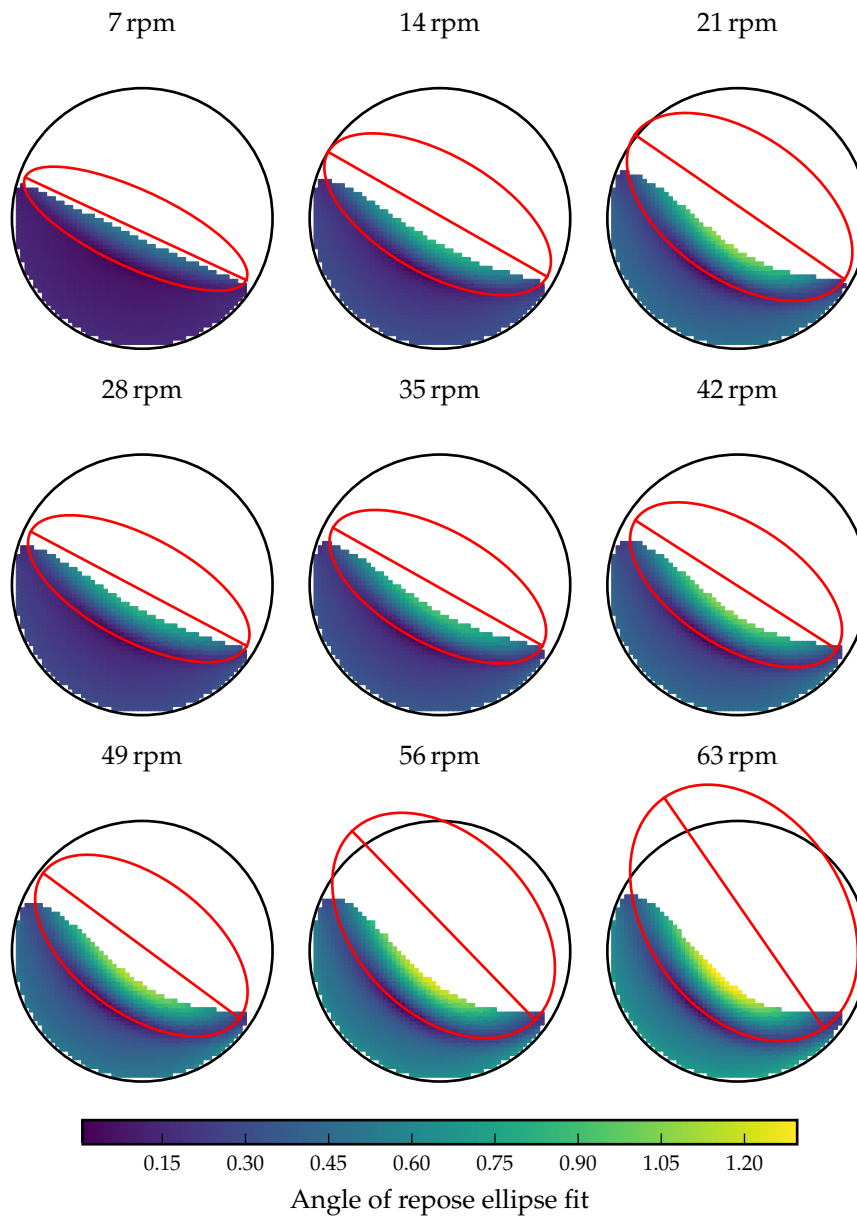 7 rpm 14 rpm 21 rpm
28 rpm 35 rpm 42 rpm
49 rpm 56 rpm 63 rpm
0.15 0.30 0.45 0.60 0.75 0.90 1.05 1.20
Angle of repose ellipse fit